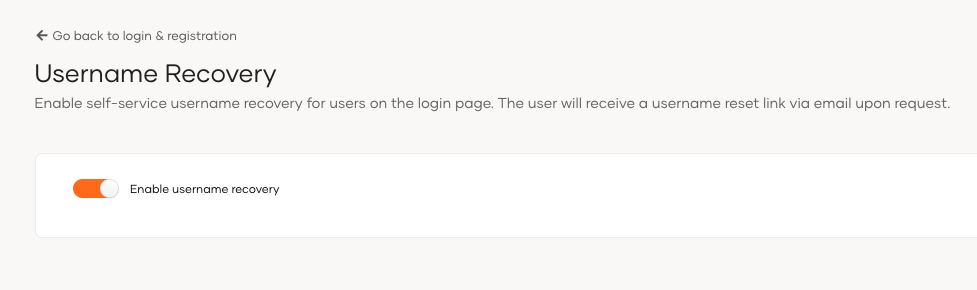 Go back to login & registration
Username Recovery
Enable self-service username recovery for users on the login page. The user will receive a username reset link via email upon request.
Enable username recovery